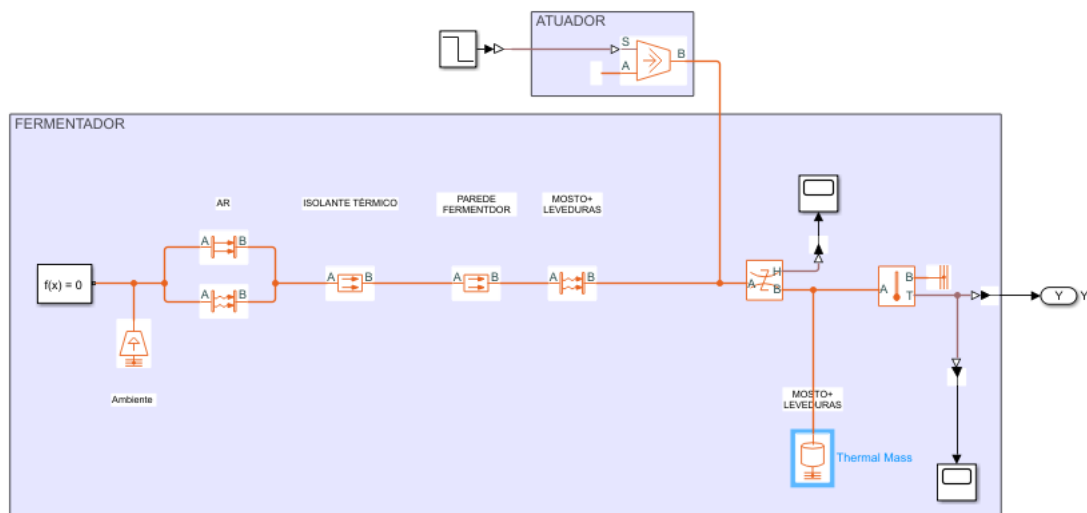 ATUADOR
S
A
B
FERMENTADOR
AR
ISOLANTE TÉRMICO
PAREDE
FERMENTDOR
MOSTO+
LEVEDURAS
A
B
f(x) = 0
A
B
A
B
A
B
A
B
A
H
B
A
B
T
Y
Y
Ambiente
MOSTO+
LEVEDURAS
Thermal Mass